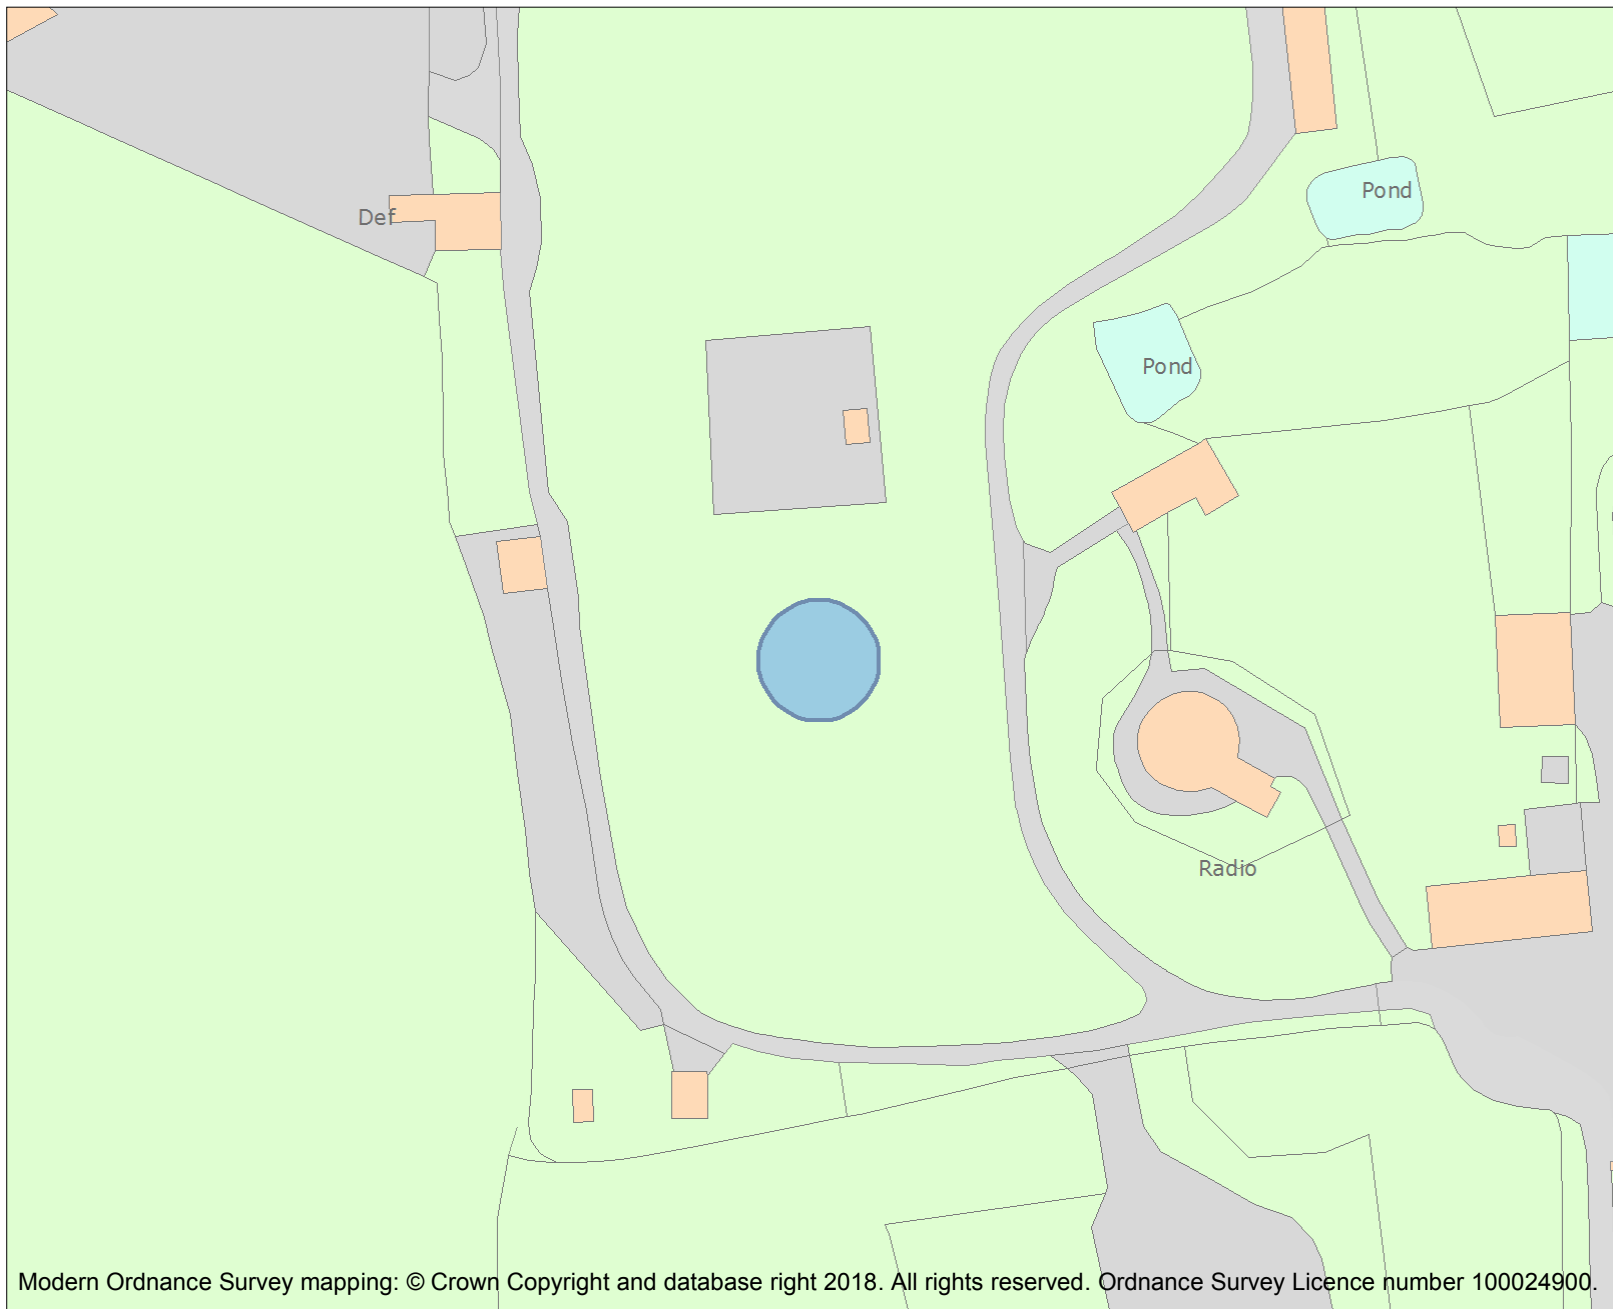 Pond
Def
Pond
Radio
Modern Ordnance Survey mapping: © Crown Copyright and database right 2018. All rights reserved. Ordnance Survey Licence number 100024900.